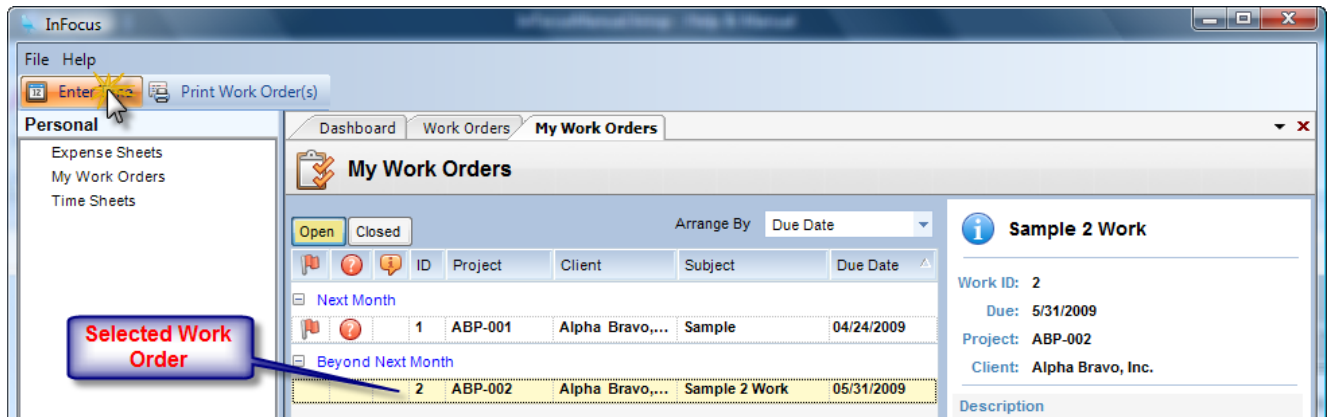 InFocus
File Help
Enter Time Print Work Order(s)
Personal
Expense Sheets
My Work Orders
Time Sheets
Dashboard Work Orders My Work Orders
My Work Orders
Open Closed
Arrange By Due Date
ID Project Client Subject Due Date
Next Month
1 ABP-001 Alpha Bravo,... Sample 04/24/2009
Beyond Next Month
2 ABP-002 Alpha Bravo,... Sample 2 Work 05/31/2009
Selected Work
Order
Sample 2 Work
Work ID: 2
Due: 5/31/2009
Project: ABP-002
Client: Alpha Bravo, Inc.
Description